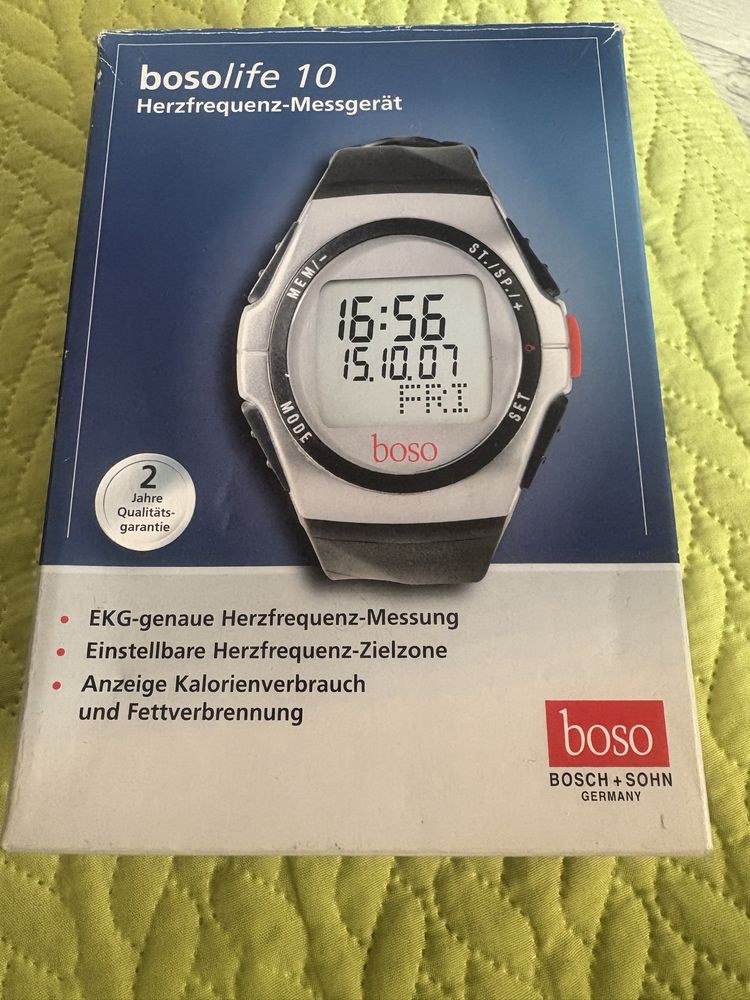 bosolife 10
Herzfrequenz-Messgerät
MEM/-
ST./SP./+
16:56
15.10.07
FRI
MODE
SET
boso
2
Jahre
Qualitäts-
garantie
• EKG-genaue Herzfrequenz-Messung
• Einstellbare Herzfrequenz-Zielzone
• Anzeige Kalorienverbrauch
und Fettverbrennung
boso
BOSCH + SOHN
GERMANY